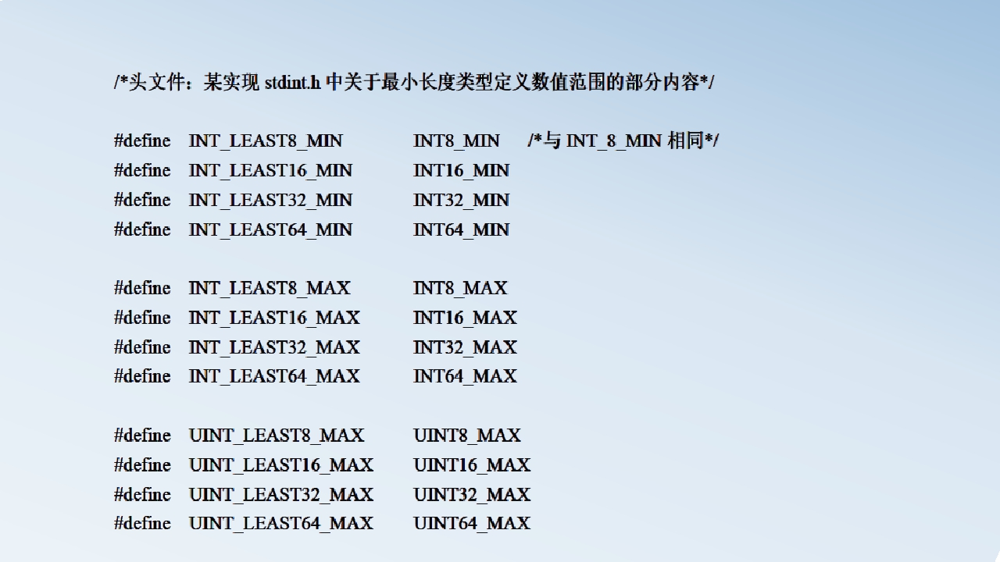 /*头文件：某实现 stdint.h 中关于最小长度类型定义数值范围的部分内容*/
#define INT_LEAST8_MIN INT8_MIN /*与 INT_8_MIN 相同*/
#define INT_LEAST16_MIN INT16_MIN
#define INT_LEAST32_MIN INT32_MIN
#define INT_LEAST64_MIN INT64_MIN
#define INT_LEAST8_MAX INT8_MAX
#define INT_LEAST16_MAX INT16_MAX
#define INT_LEAST32_MAX INT32_MAX
#define INT_LEAST64_MAX INT64_MAX
#define UINT_LEAST8_MAX UINT8_MAX
#define UINT_LEAST16_MAX UINT16_MAX
#define UINT_LEAST32_MAX UINT32_MAX
#define UINT_LEAST64_MAX UINT64_MAX